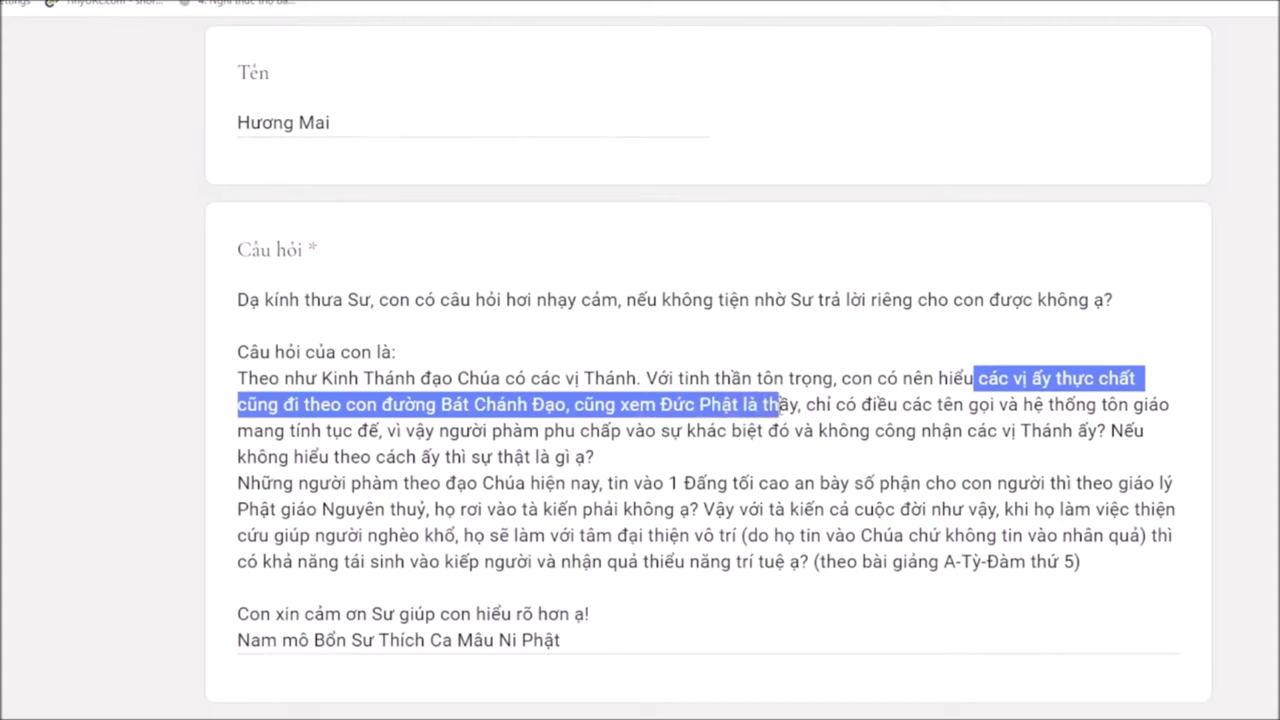 Tên
Hương Mai
Câu hỏi *
Dạ kính thưa Sư, con có câu hỏi hơi nhạy cảm, nếu không tiện nhờ Sư trả lời riêng cho con được không ạ?
Câu hỏi của con là:
Theo như Kinh Thánh đạo Chúa có các vị Thánh. Với tinh thần tôn trọng, con có nên hiểu các vị ấy thực chất
cũng đi theo con đường Bát Chánh Đạo, cũng xem Đức Phật là thầy, chỉ có điều các tên gọi và hệ thống tôn giáo
mang tính tục đế, vì vậy người phàm phu chấp vào sự khác biệt đó và không công nhận các vị Thánh ấy? Nếu
không hiểu theo cách ấy thì sự thật là gì ạ?
Những người phàm theo đạo Chúa hiện nay, tin vào 1 Đấng tối cao an bày số phận cho con người thì theo giáo lý
Phật giáo Nguyên thuỷ, họ rơi vào tà kiến phải không ạ? Vậy với tà kiến cả cuộc đời như vậy, khi họ làm việc thiện
cứu giúp người nghèo khổ, họ sẽ làm với tâm đại thiện vô trí (do họ tin vào Chúa chứ không tin vào nhân quả) thì
có khả năng tái sinh vào kiếp người và nhận quả thiểu năng trí tuệ ạ? (theo bài giảng A-Tỳ-Đàm thứ 5)
Con xin cảm ơn Sư giúp con hiểu rõ hơn ạ!
Nam mô Bổn Sư Thích Ca Mâu Ni Phật